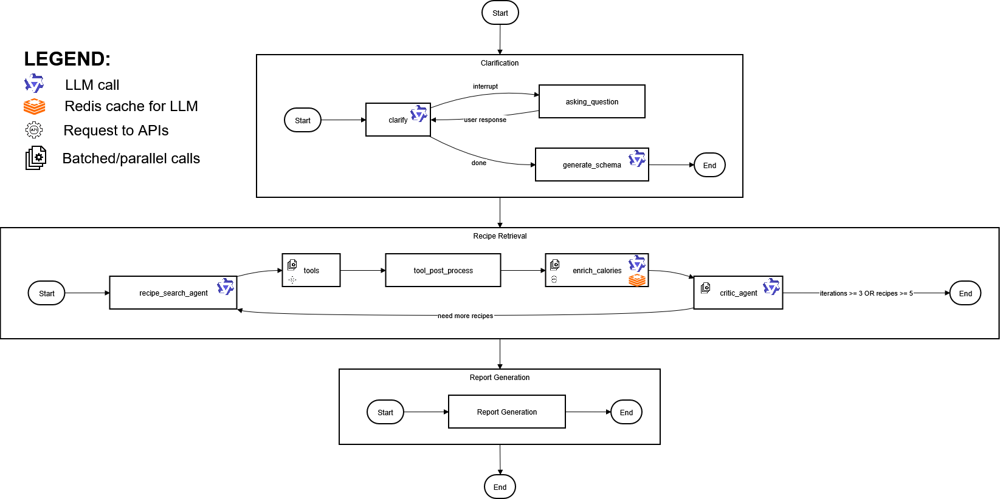 Start
LEGEND:
LLM call
Redis cache for LLM
API
Request to APIs
Batched/parallel calls
Clarification
Start
clarify
interrupt
asking_question
user response
done
generate_schema
End
Recipe Retrieval
Start
recipe_search_agent
tools
tool_post_process
enrich_calories
critic_agent
iterations >= 3 OR recipes >= 5
End
need more recipes
Report Generation
Start
Report Generation
End
End